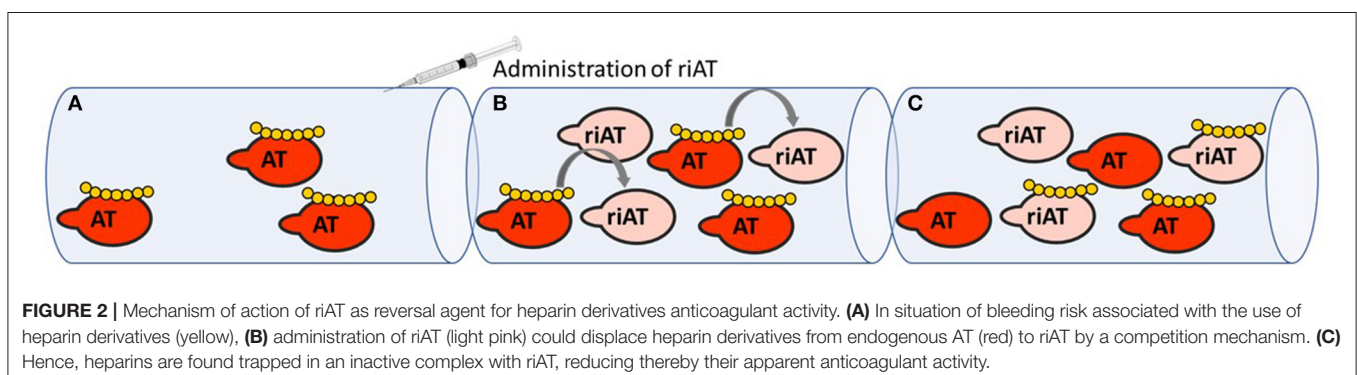 Administration of riAT
A
B
C
AT
AT
AT
riAT
AT
riAT
AT
riAT
AT
riAT
AT
riAT
AT
riAT
AT
FIGURE 2 | Mechanism of action of riAT as reversal agent for heparin derivatives anticoagulant activity. (A) In situation of bleeding risk associated with the use of
heparin derivatives (yellow), (B) administration of riAT (light pink) could displace heparin derivatives from endogenous AT (red) to riAT by a competition mechanism. (C)
Hence, heparins are found trapped in an inactive complex with riAT, reducing thereby their apparent anticoagulant activity.